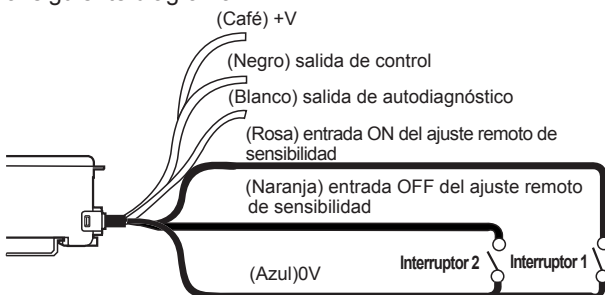 (Café) +V
(Negro) salida de control
(Blanco) salida de autodiagnóstico
(Rosa) entrada ON del ajuste remoto de
sensibilidad
(Naranja) entrada OFF del ajuste remoto
de sensibilidad
Interruptor 2
Interruptor 1
(Azul)0V